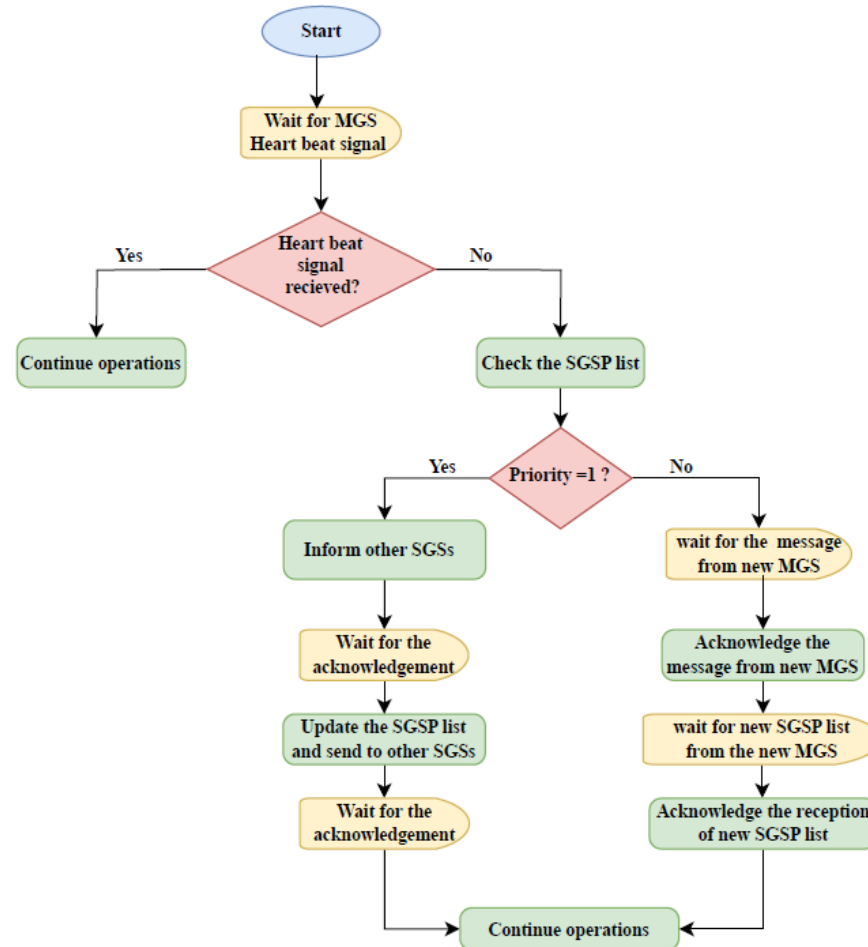 Start
Wait for MGS
Heart beat signal
Heart beat
signal
recieved?
Yes
No
Continue operations
Check the SGSP list
Priority =1 ?
Yes
No
Inform other SGSs
wait for the message
from new MGS
Wait for the
acknowledgement
Acknowledge the
message from new MGS
Update the SGSP list
and send to other SGSs
wait for new SGSP list
from the new MGS
Wait for the
acknowledgement
Acknowledge the reception
of new SGSP list
Continue operations